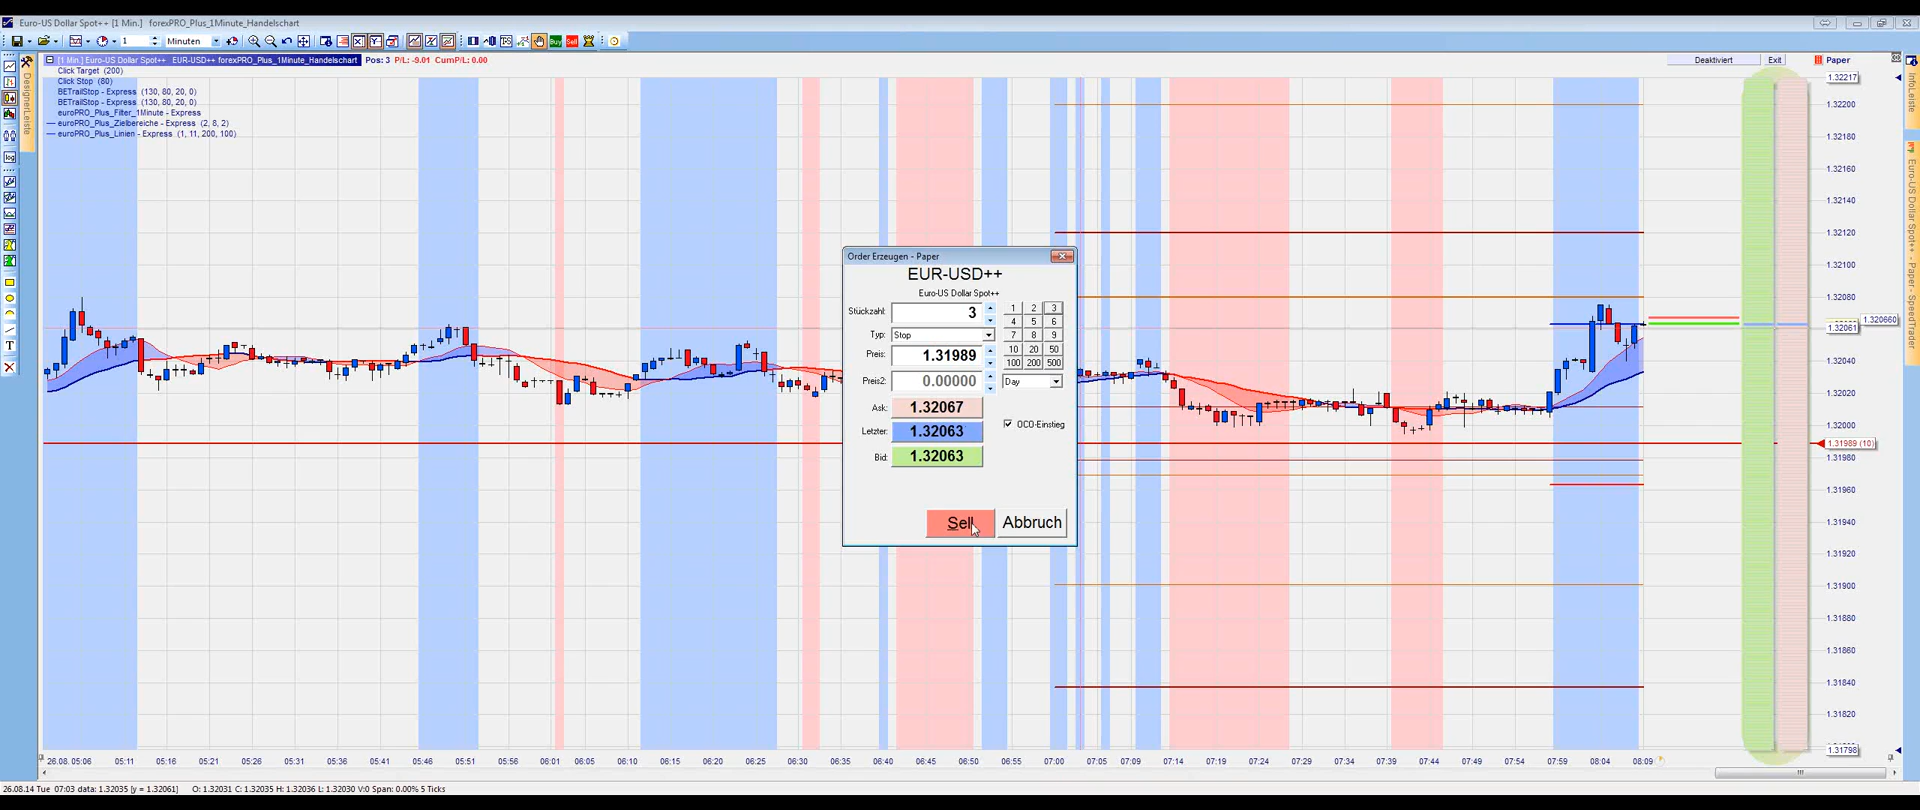 Euro-US Dollar Spot++ [1 Min.] forexPRO_Plus_1Minute_Handelschart
1 Minuten Buy Sell
[1 Min.] Euro-US Dollar Spot++ EUR-USD++ forexPRO_Plus_1Minute_Handelschart Pos: 3 P/L: -9.01 CumP/L: 0.00
Deaktiviert Exit Paper
Click Target (200)
Click Stop (80)
BETrailStop - Express (130, 80, 20, 0)
BETrailStop - Express (130, 80, 20, 0)
euroPRO_Plus_Filter_1Minute - Express
euroPRO_Plus_Zielbereiche - Express (2, 8, 2)
euroPRO_Plus_Linien - Express (1, 11, 200, 100)
DesignerLeiste
log
T
InfoLeiste
Euro-US Dollar Spot++ - Paper - SpeedTrader
Order Erzeugen - Paper
EUR-USD++
Euro-US Dollar Spot++
Stückzahl: 3
1 2 3
4 5 6
Typ: Stop
7 8 9
Preis: 1.31989
10 20 50
100 200 500
Preis2: 0.00000
Day
Ask: 1.32067
OCO-Einstieg
Letzter: 1.32063
Bid: 1.32063
Sell Abbruch
1.32217
1.32200
1.32180
1.32160
1.32140
1.32120
1.32100
1.32080
1.320660
1.32061
1.32040
1.32020
1.32000
1.31989 (10)
1.31980
1.31960
1.31940
1.31920
1.31900
1.31880
1.31860
1.31840
1.31820
1.31798
26.08. 05:06 05:11 05:16 05:21 05:26 05:31 05:36 05:41 05:46 05:51 05:56 06:01 06:05 06:10 06:15 06:20 06:25 06:30 06:35 06:40 06:45 06:50 06:55 07:00 07:05 07:09 07:14 07:19 07:24 07:29 07:34 07:39 07:44 07:49 07:54 07:59 08:04 08:09
26.08.14 Tue 07:03 data: 1.32035 [y = 1.32061] O: 1.32031 C: 1.32035 H: 1.32036 L: 1.32030 V:0 Span: 0.00% 5 Ticks